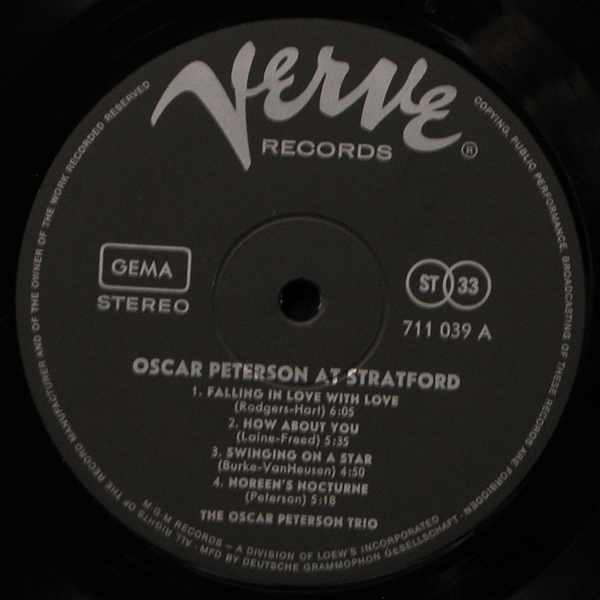 Verve
RECORDS ®
GEMA
STEREO
ST 33
711 039 A
OSCAR PETERSON AT STRATFORD
1. FALLING IN LOVE WITH LOVE
(Rodgers-Hart) 6:05
2. HOW ABOUT YOU
(Laine-Freed) 5:35
3. SWINGING ON A STAR
(Burke-VanHeusen) 4:50
4. NOREEN'S NOCTURNE
(Peterson) 5:18
THE OSCAR PETERSON TRIO
M·G·M RECORDS – A DIVISION OF LOEW'S INCORPORATED
ALL RIGHTS OF THE RECORD MANUFACTURER AND OF THE OWNER OF THE WORK RECORDED RESERVED
COPYING, PUBLIC PERFORMANCE, BROADCASTING OF THESE RECORDS ARE FORBIDDEN
· MFD BY DEUTSCHE GRAMMOPHON GESELLSCHAFT ·